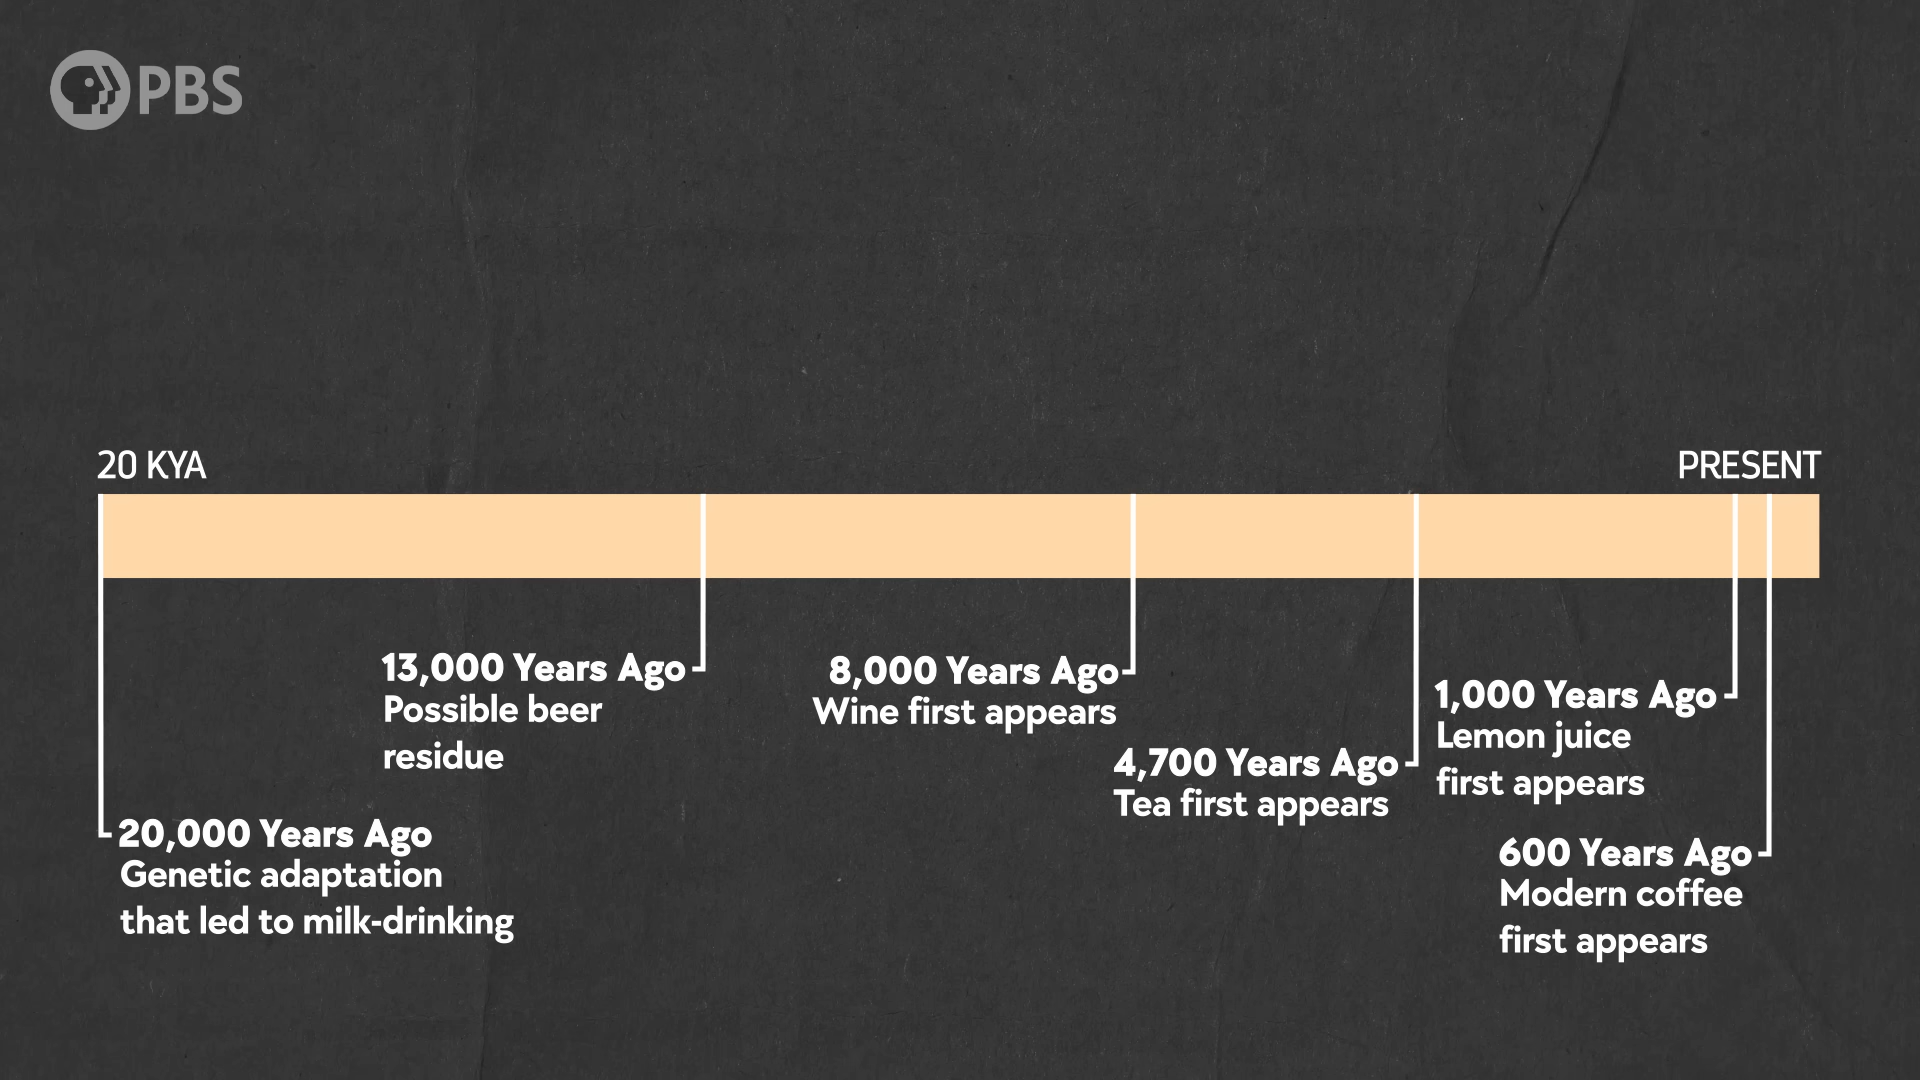 PBS
20 KYA
PRESENT
20,000 Years Ago
Genetic adaptation
that led to milk-drinking
13,000 Years Ago
Possible beer
residue
8,000 Years Ago
Wine first appears
4,700 Years Ago
Tea first appears
1,000 Years Ago
Lemon juice
first appears
600 Years Ago
Modern coffee
first appears